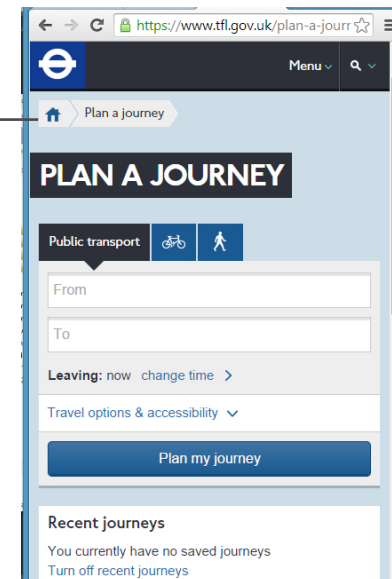 https://www.tfl.gov.uk/plan-a-jourr
Menu
Plan a journey
PLAN A JOURNEY
Public transport
From
To
Leaving: now change time >
Travel options & accessibility
Plan my journey
Recent journeys
You currently have no saved journeys
Turn off recent journeys